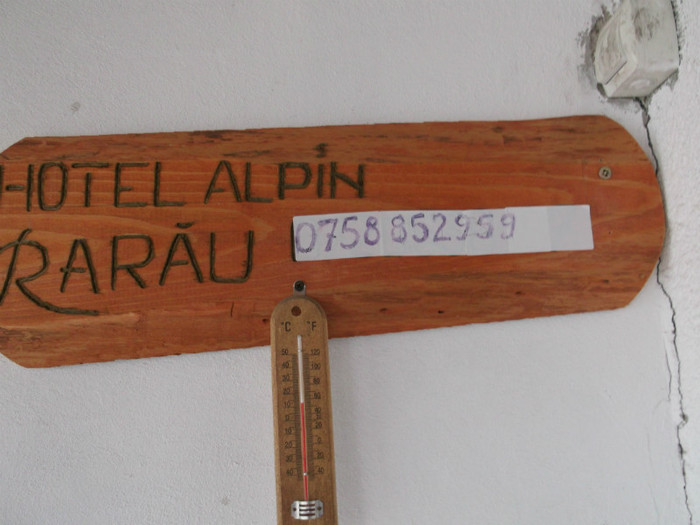 HOTEL ALPIN
RARĂU
0758 852959
°C °F